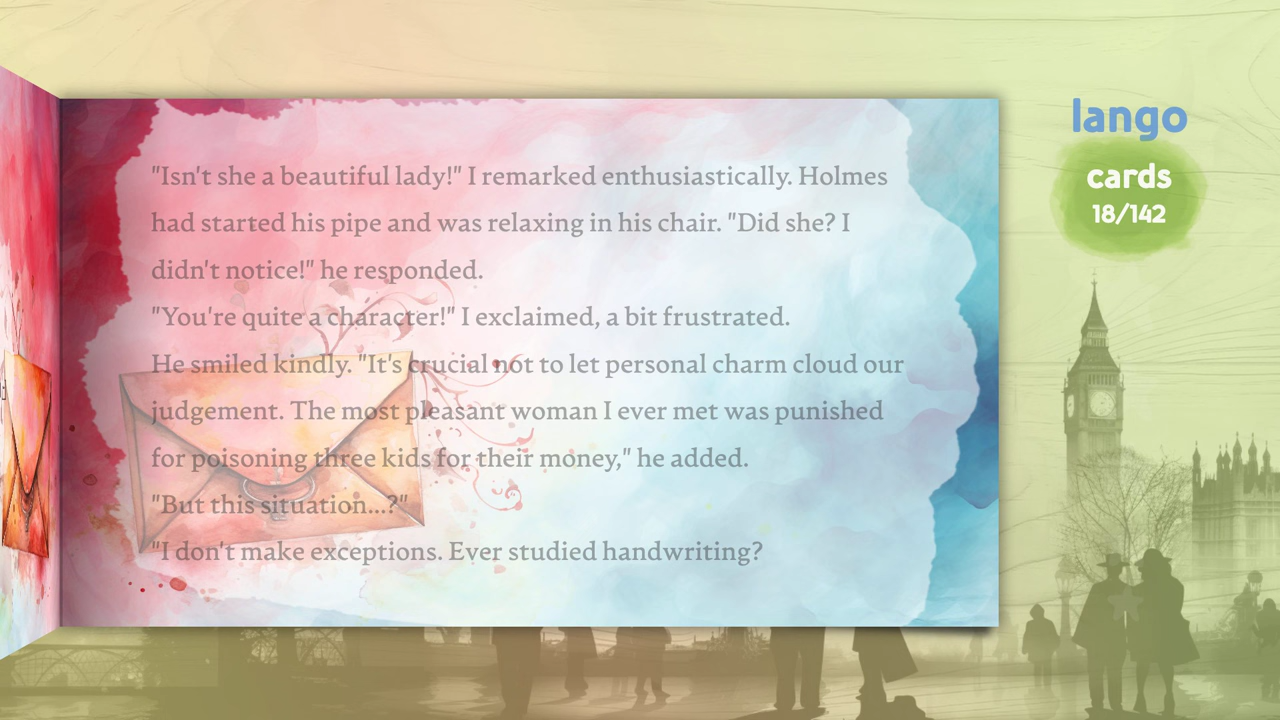 "Isn't she a beautiful lady!" I remarked enthusiastically. Holmes
had started his pipe and was relaxing in his chair. "Did she? I
didn't notice!" he responded.
"You're quite a character!" I exclaimed, a bit frustrated.
He smiled kindly. "It's crucial not to let personal charm cloud our
judgement. The most pleasant woman I ever met was punished
for poisoning three kids for their money," he added.
"But this situation...?"
"I don't make exceptions. Ever studied handwriting?
lango
cards
18/142